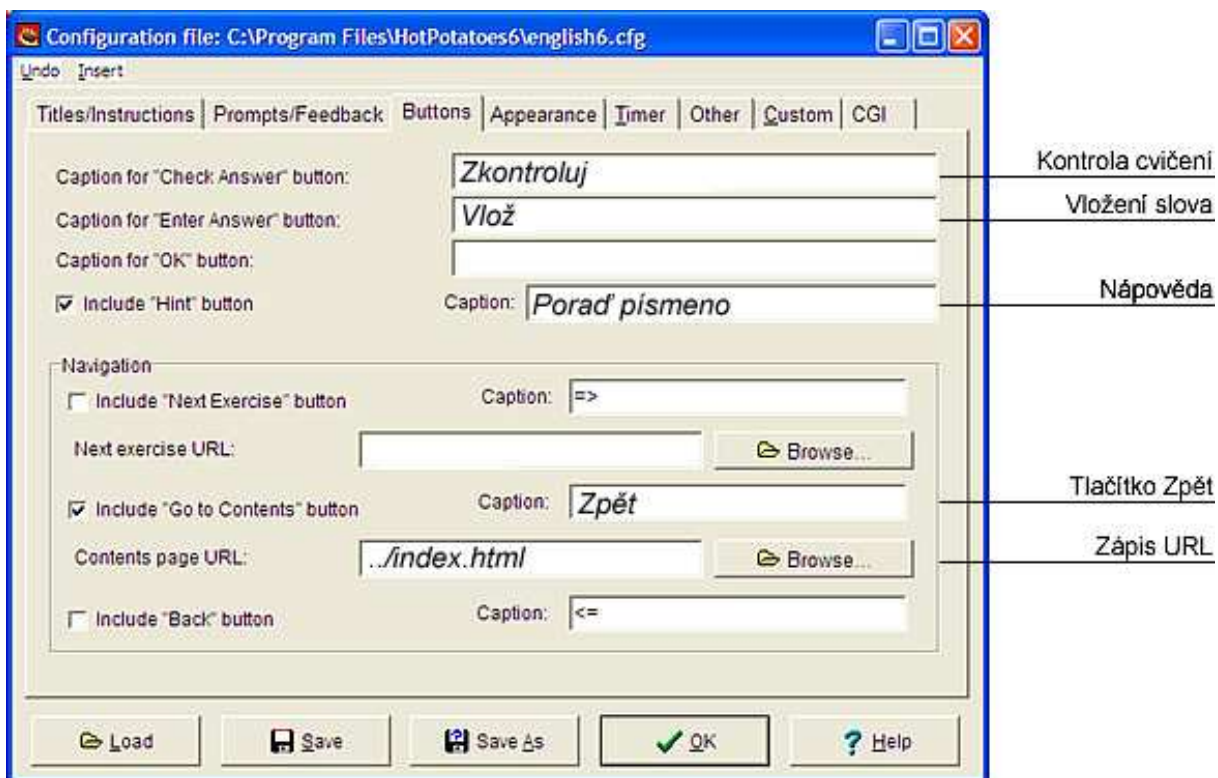 Configuration file: C:\Program Files\HotPotatoes6\english6.cfg
Undo Insert
Titles/Instructions Prompts/Feedback Buttons Appearance Timer Other Custom CGI
Caption for "Check Answer" button: Zkontroluj Kontrola cvičení
Caption for "Enter Answer" button: Vlož Vložení slova
Caption for "OK" button:
Include "Hint" button Caption: Poraď písmeno Nápověda
Navigation
Include "Next Exercise" button Caption: =>
Next exercise URL: Browse...
Include "Go to Contents" button Caption: Zpět Tlačítko Zpět
Contents page URL: ../index.html Browse... Zápis URL
Include "Back" button Caption: <=
Load Save Save As OK Help